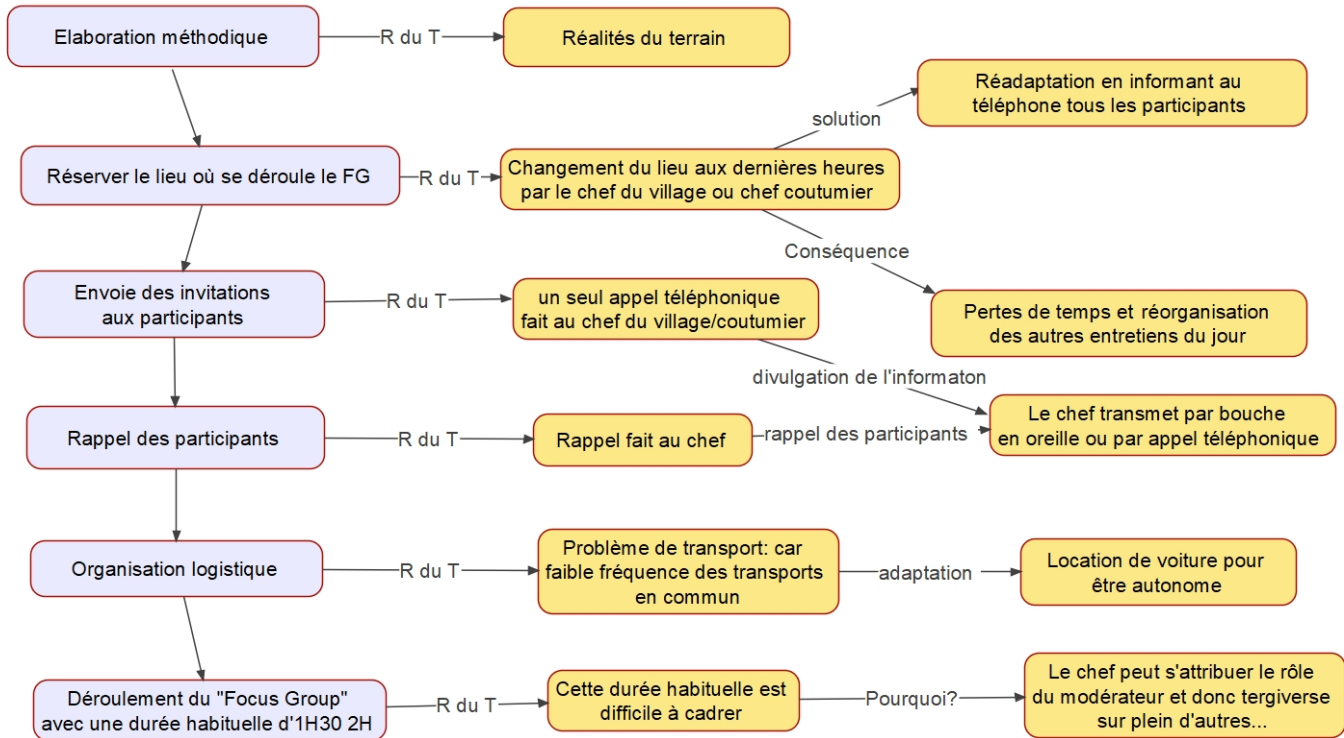 Elaboration méthodique
R du T
Réalités du terrain
Réadaptation en informant au
téléphone tous les participants
solution
Réserver le lieu où se déroule le FG
R du T
Changement du lieu aux dernières heures
par le chef du village ou chef coutumier
Conséquence
Envoie des invitations
aux participants
R du T
un seul appel téléphonique
fait au chef du village/coutumier
Pertes de temps et réorganisation
des autres entretiens du jour
divulgation de l'informaton
Rappel des participants
R du T
Rappel fait au chef
rappel des participants
Le chef transmet par bouche
en oreille ou par appel téléphonique
Organisation logistique
R du T
Problème de transport: car
faible fréquence des transports
en commun
adaptation
Location de voiture pour
être autonome
Déroulement du "Focus Group"
avec une durée habituelle d'1H30 2H
R du T
Cette durée habituelle est
difficile à cadrer
Pourquoi?
Le chef peut s'attribuer le rôle
du modérateur et donc tergiverse
sur plein d'autres...